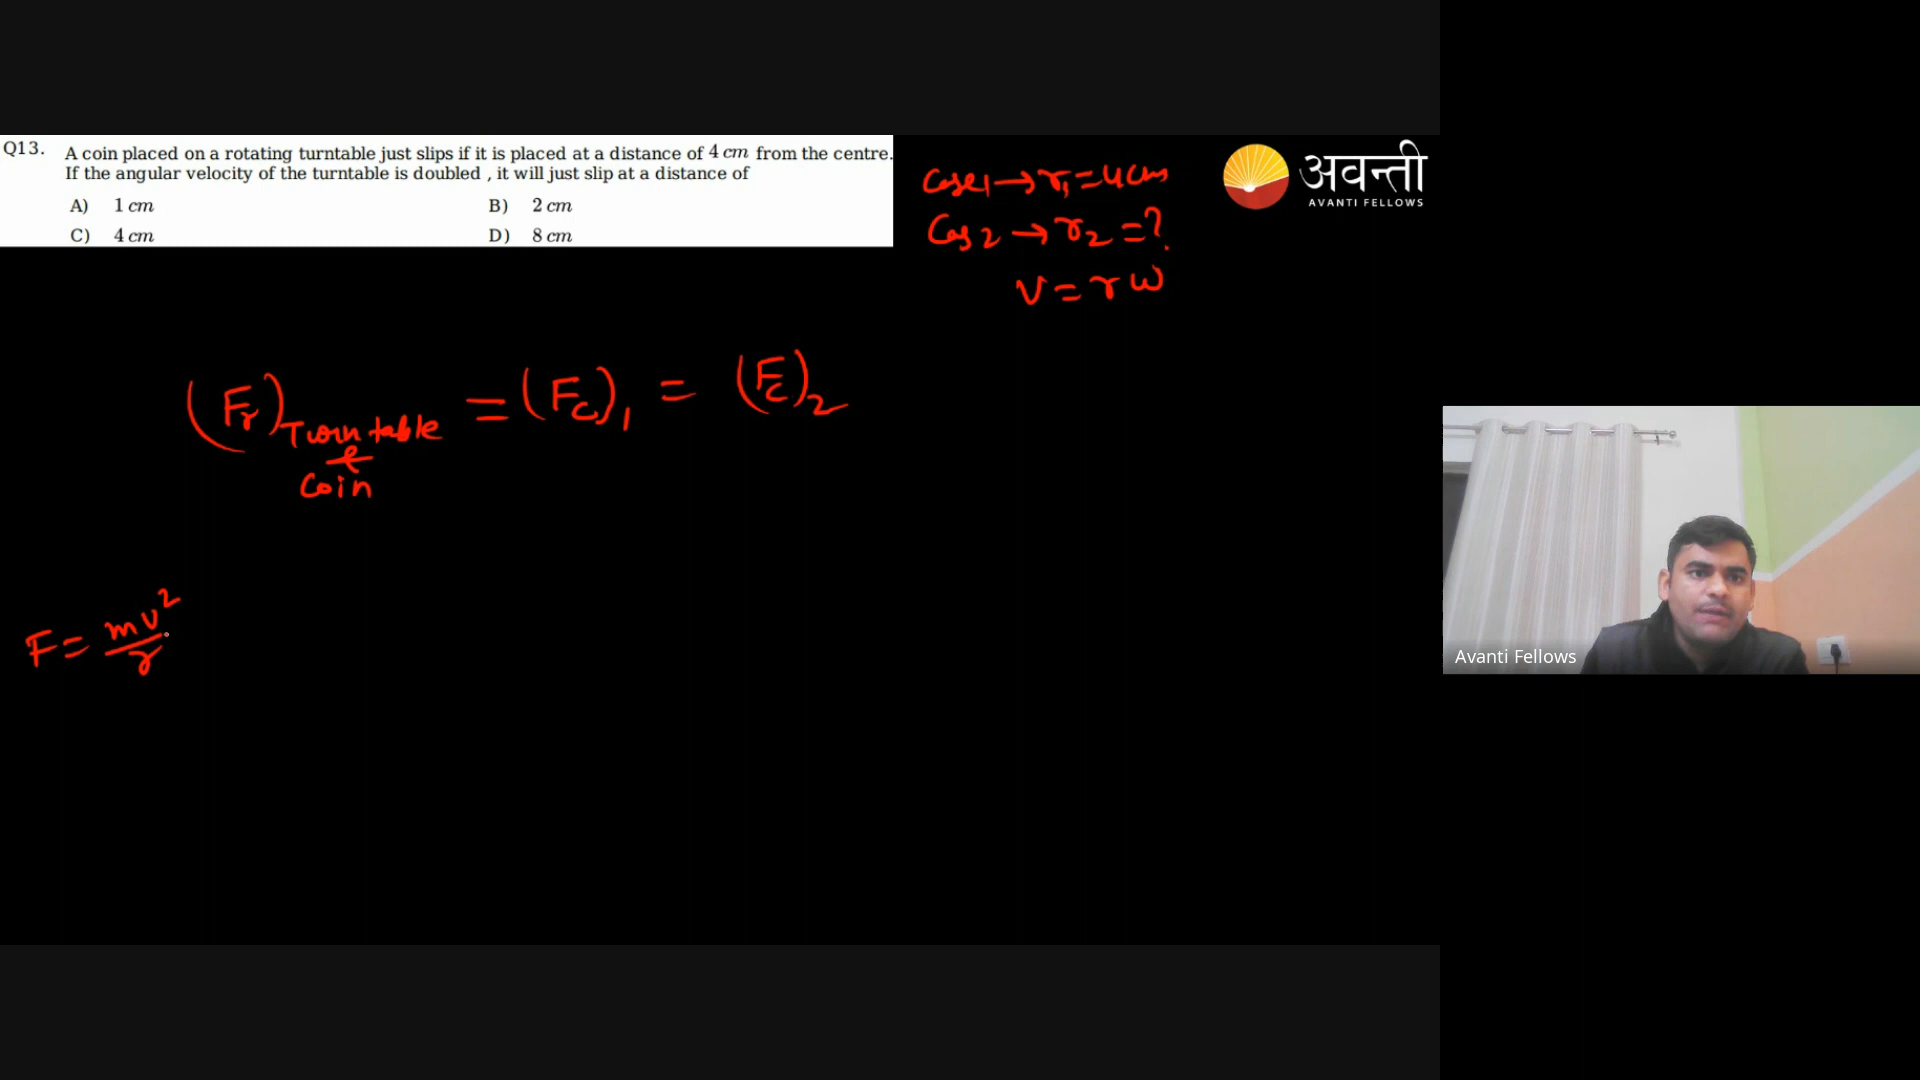 Q13. A coin placed on a rotating turntable just slips if it is placed at a distance of 4 cm from the centre.
If the angular velocity of the turntable is doubled , it will just slip at a distance of
A) 1 cm B) 2 cm
C) 4 cm D) 8 cm
Case1 → r₁ = 4cm
Cas 2 → r₂ = ?
V = r ω
अवन्ती
AVANTI FELLOWS
(Fr)Turn table & Coin = (Fc)₁ = (Fc)₂
F = mv²/r
Avanti Fellows